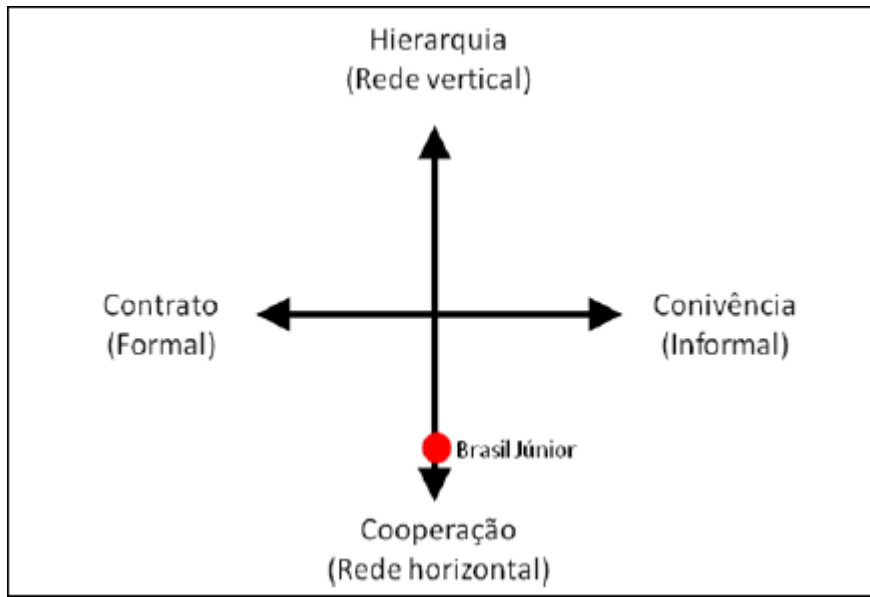 Hierarquia
(Rede vertical)
Contrato
(Formal)
Conivência
(Informal)
Brasil Júnior
Cooperação
(Rede horizontal)